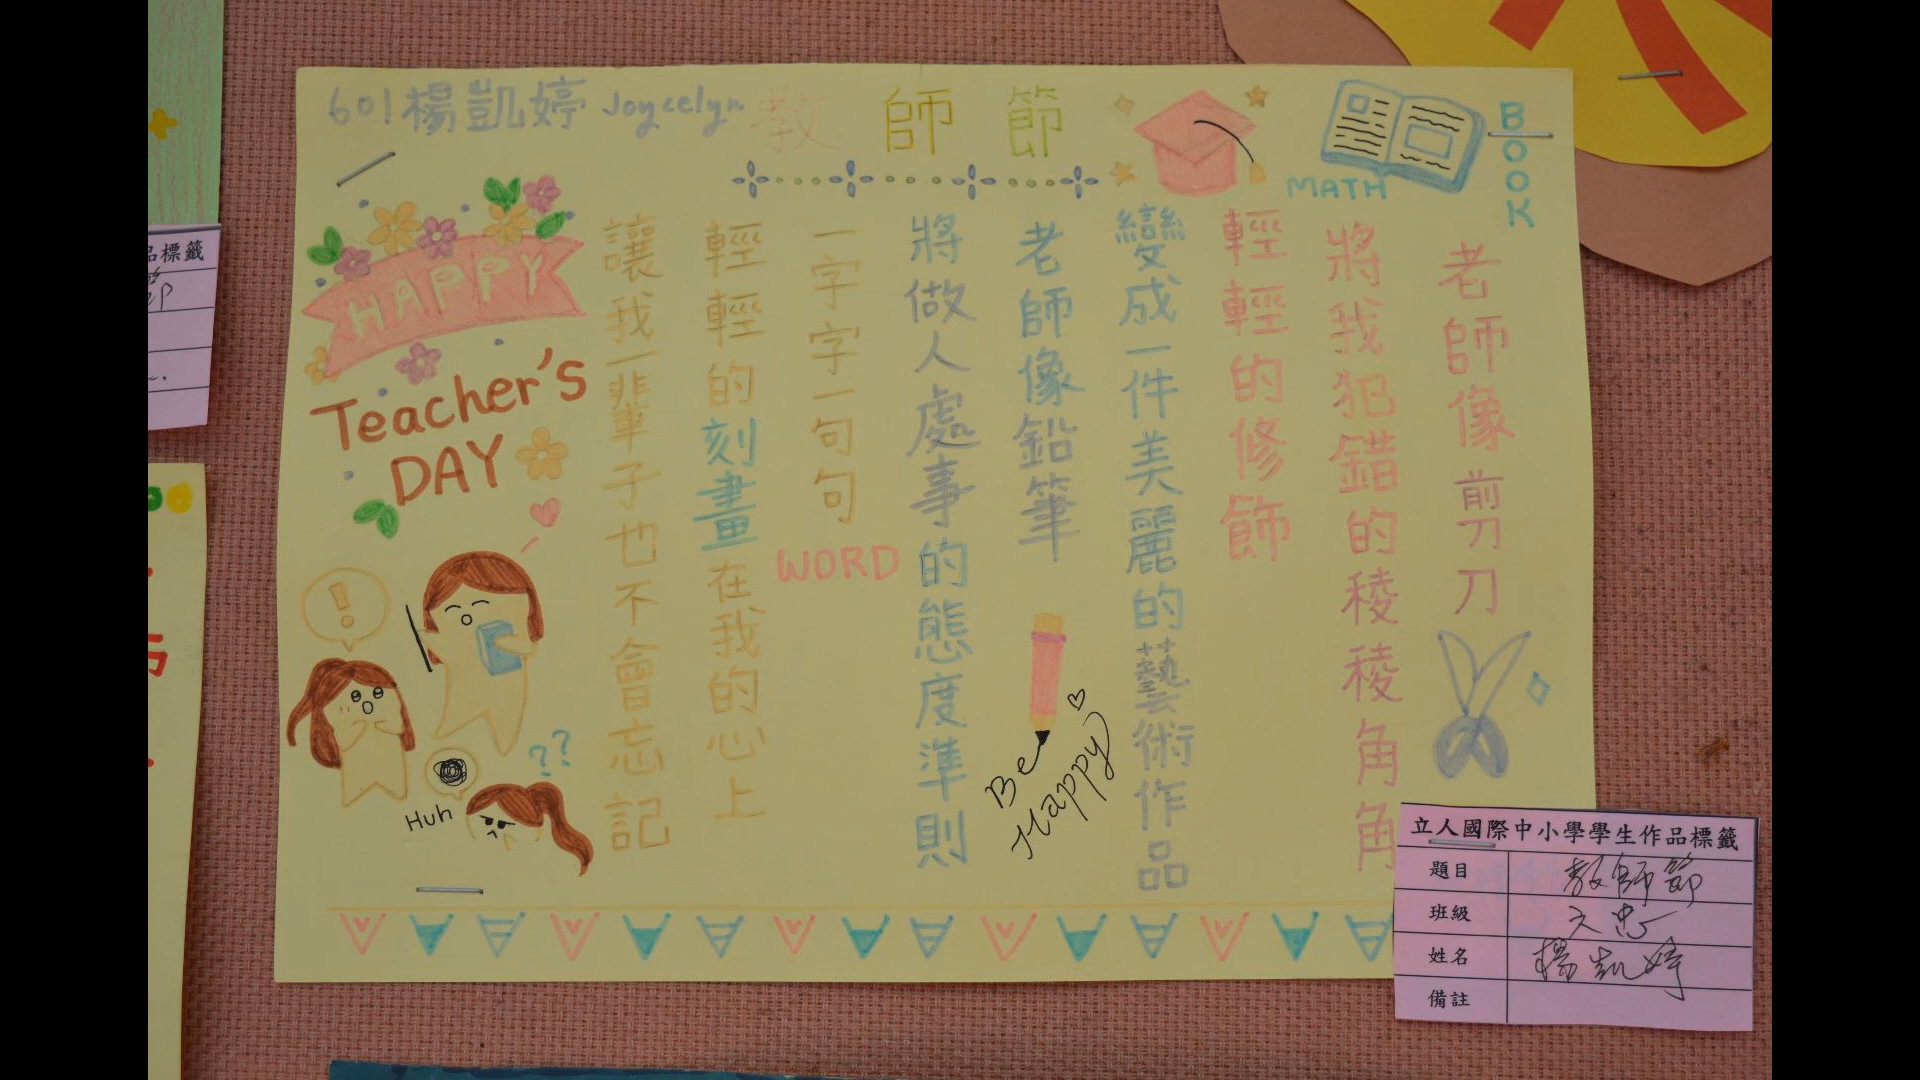 601楊凱婷 Joycelyn
教師節
MATH
BOOK
老師像剪刀
將我犯錯的稜稜角角
輕輕的修飾
變成一件美麗的藝術作品
老師像鉛筆
將做人處事的態度準則
一字字一句句
輕輕的刻畫在我的心上
讓我一輩子也不會忘記
WORD
Be
Happy
HAPPY
Teacher's
DAY
!
??
Huh
品標籤
節
立人國際中小學學生作品標籤
題目 教師節
班級 六忠
姓名 楊凱婷
備註